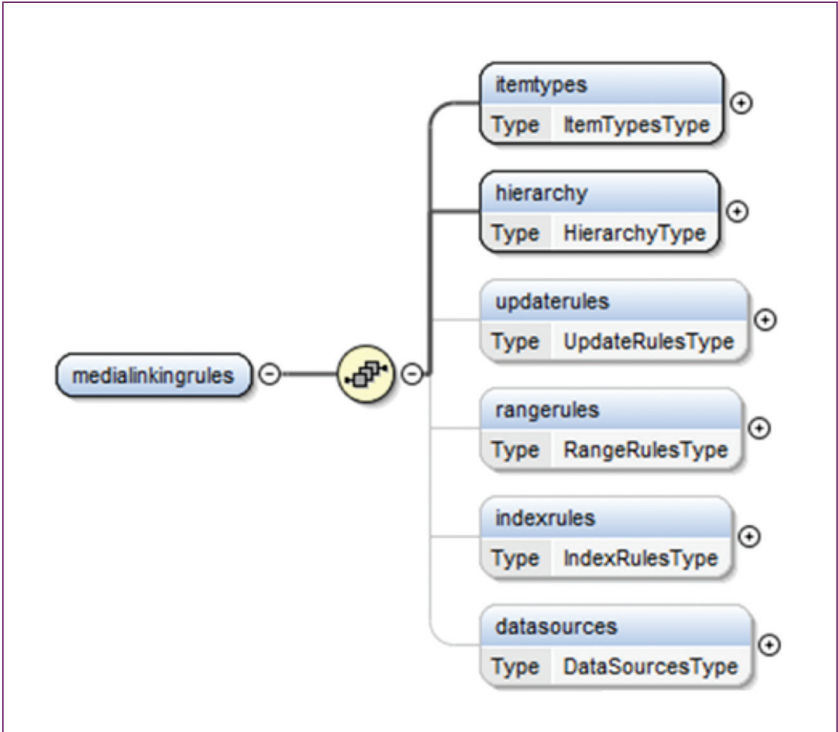 itemtypes
Type ItemTypesType
hierarchy
Type HierarchyType
updaterules
Type UpdateRulesType
medialinkingrules
rangerules
Type RangeRulesType
indexrules
Type IndexRulesType
datasources
Type DataSourcesType